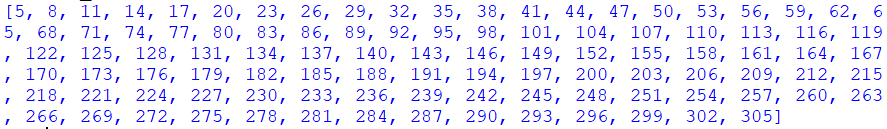 [5, 8, 11, 14, 17, 20, 23, 26, 29, 32, 35, 38, 41, 44, 47, 50, 53, 56, 59, 62, 6
5, 68, 71, 74, 77, 80, 83, 86, 89, 92, 95, 98, 101, 104, 107, 110, 113, 116, 119
, 122, 125, 128, 131, 134, 137, 140, 143, 146, 149, 152, 155, 158, 161, 164, 167
, 170, 173, 176, 179, 182, 185, 188, 191, 194, 197, 200, 203, 206, 209, 212, 215
, 218, 221, 224, 227, 230, 233, 236, 239, 242, 245, 248, 251, 254, 257, 260, 263
, 266, 269, 272, 275, 278, 281, 284, 287, 290, 293, 296, 299, 302, 305]